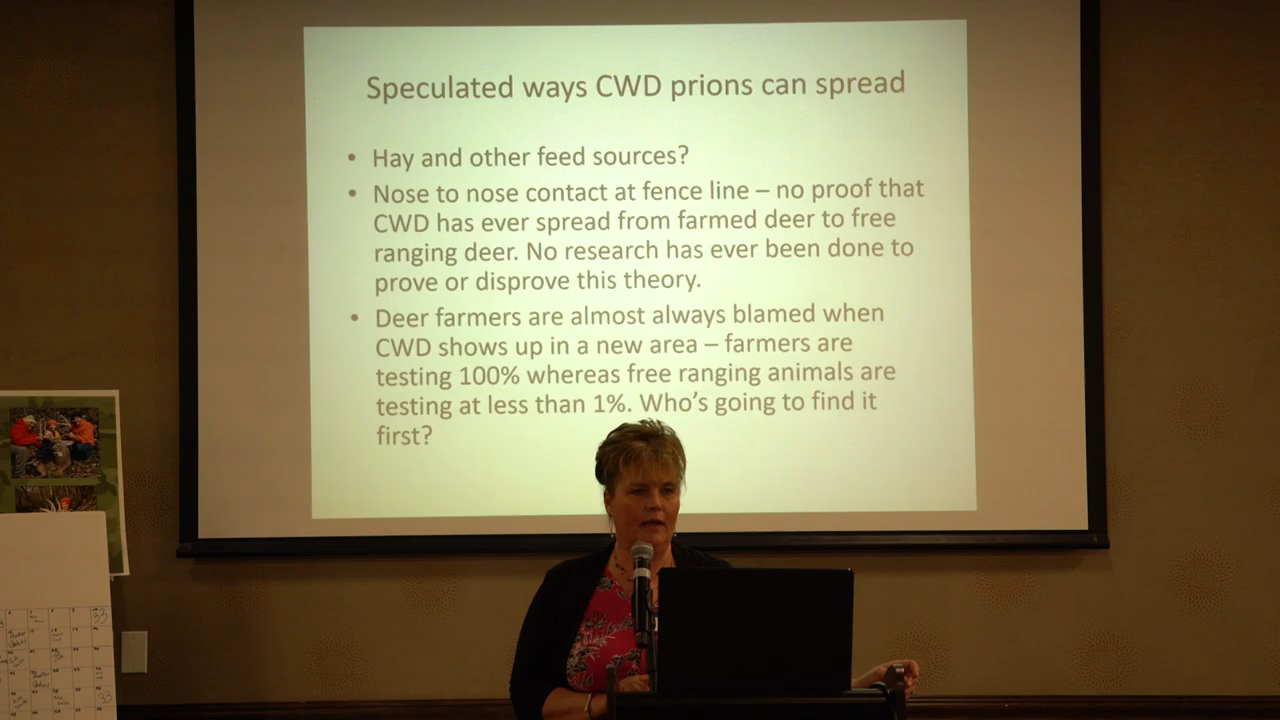 Speculated ways CWD prions can spread
• Hay and other feed sources?
• Nose to nose contact at fence line – no proof that
CWD has ever spread from farmed deer to free
ranging deer. No research has ever been done to
prove or disprove this theory.
• Deer farmers are almost always blamed when
CWD shows up in a new area – farmers are
testing 100% whereas free ranging animals are
testing at less than 1%. Who's going to find it
first?
33
33